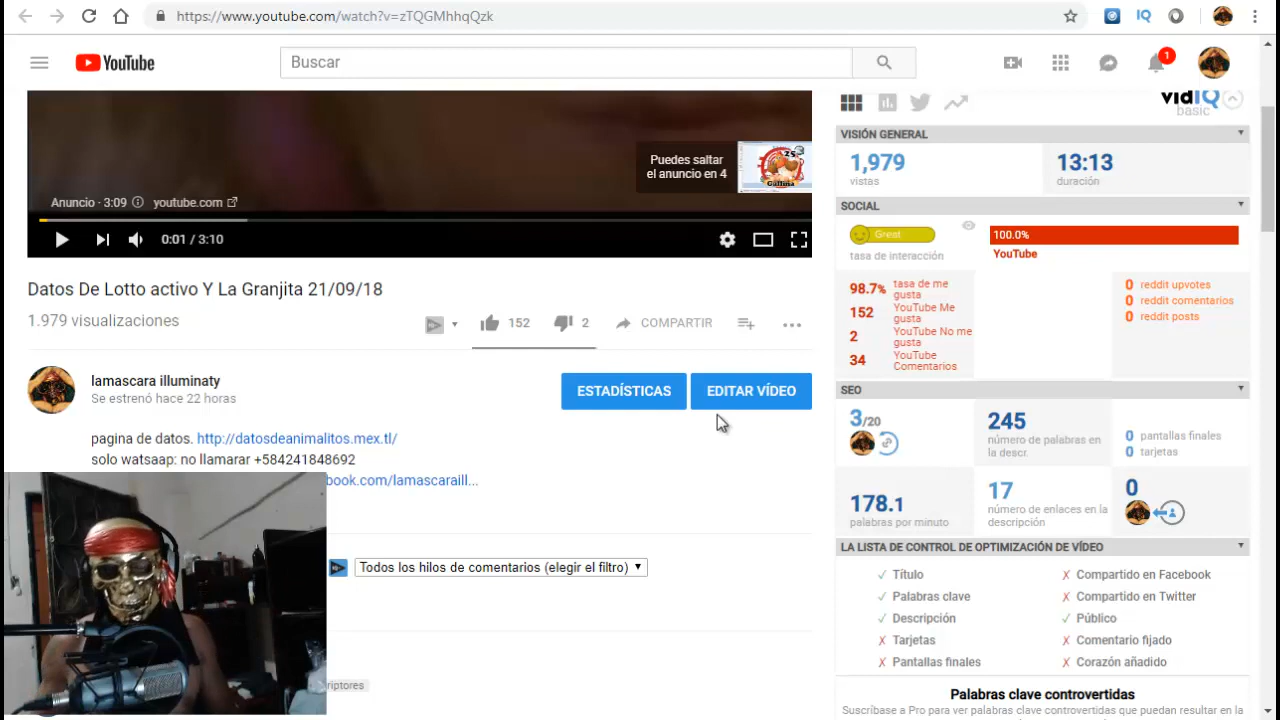 https://www.youtube.com/watch?v=zTQGMhhqQzk
IQ
YouTube
Buscar
1
Puedes saltar
el anuncio en 4
Gallina
Anuncio · 3:09 youtube.com
0:01 / 3:10
Datos De Lotto activo Y La Granjita 21/09/18
1.979 visualizaciones
152
2
COMPARTIR
lamascara illuminaty
Se estrenó hace 22 horas
ESTADÍSTICAS
EDITAR VÍDEO
pagina de datos. http://datosdeanimalitos.mex.tl/
solo watsaap: no llamarar +584241848692
book.com/lamascaraill...
Todos los hilos de comentarios (elegir el filtro)
riptores
vidIQ
basic
VISIÓN GENERAL
1,979
vistas
13:13
duración
SOCIAL
Great
tasa de interacción
100.0%
YouTube
98.7% tasa de me gusta
152 YouTube Me gusta
2 YouTube No me gusta
34 YouTube Comentarios
0 reddit upvotes
0 reddit comentarios
0 reddit posts
SEO
3/20
245
número de palabras en
la descr.
0 pantallas finales
0 tarjetas
178.1
palabras por minuto
17
número de enlaces en la
descripción
0
LA LISTA DE CONTROL DE OPTIMIZACIÓN DE VÍDEO
✓ Título
✓ Palabras clave
✓ Descripción
✗ Tarjetas
✗ Pantallas finales
✗ Compartido en Facebook
✗ Compartido en Twitter
✓ Público
✗ Comentario fijado
✗ Corazón añadido
Palabras clave controvertidas
Suscríbase a Pro para ver palabras clave controvertidas que puedan resultar en la